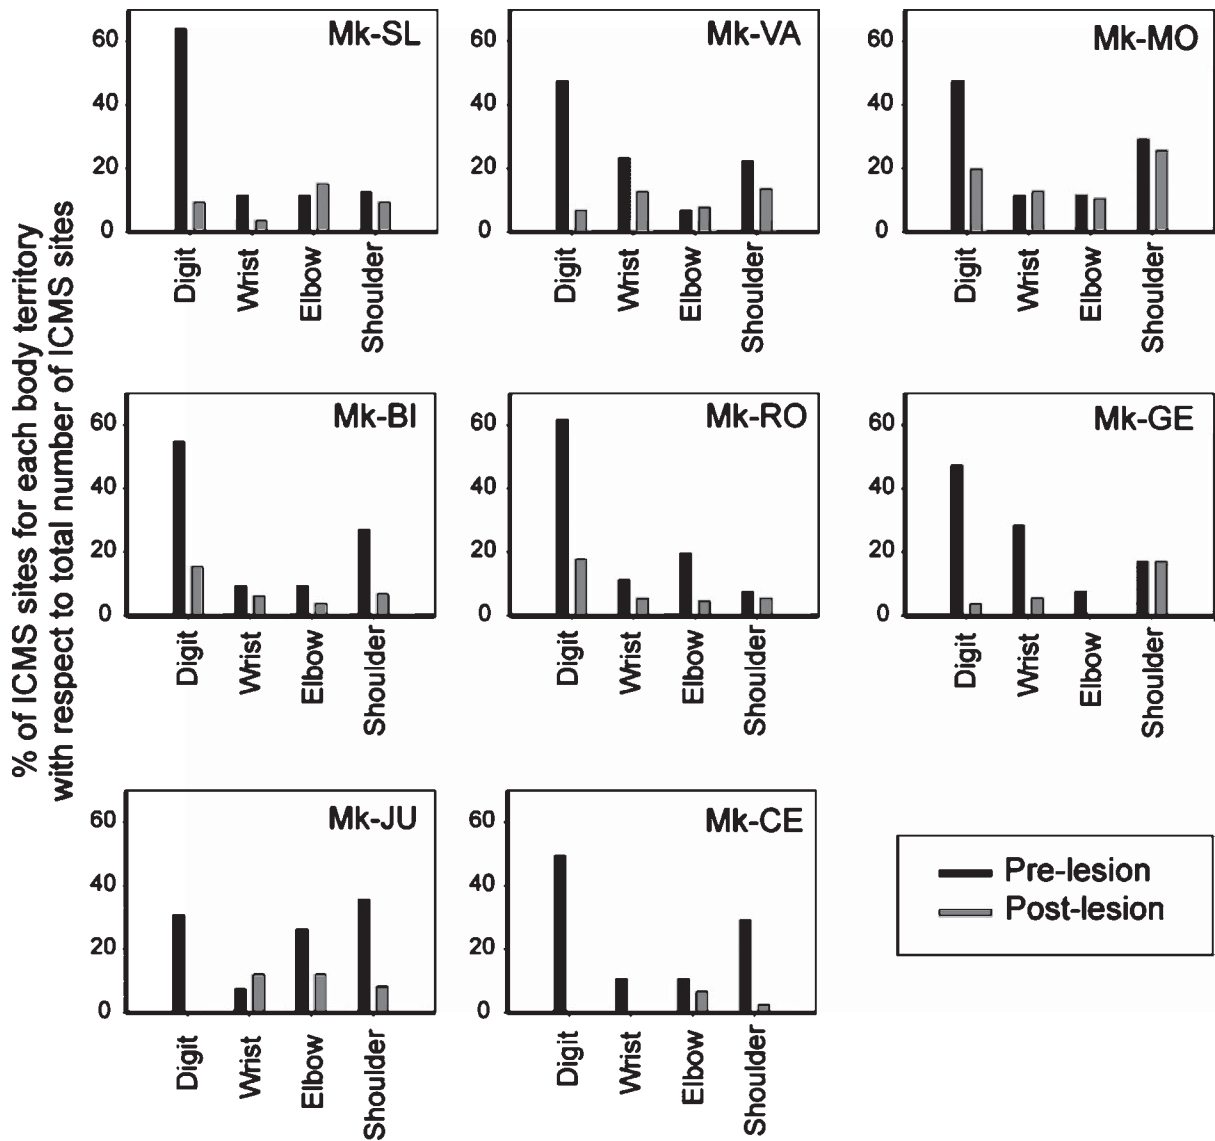 % of ICMS sites for each body territory
with respect to total number of ICMS sites
Mk-SL
60
40
20
0
Digit
Wrist
Elbow
Shoulder
Mk-VA
60
40
20
0
Digit
Wrist
Elbow
Shoulder
Mk-MO
60
40
20
0
Digit
Wrist
Elbow
Shoulder
Mk-BI
60
40
20
0
Digit
Wrist
Elbow
Shoulder
Mk-RO
60
40
20
0
Digit
Wrist
Elbow
Shoulder
Mk-GE
60
40
20
0
Digit
Wrist
Elbow
Shoulder
Mk-JU
60
40
20
0
Digit
Wrist
Elbow
Shoulder
Mk-CE
60
40
20
0
Digit
Wrist
Elbow
Shoulder
Pre-lesion
Post-lesion